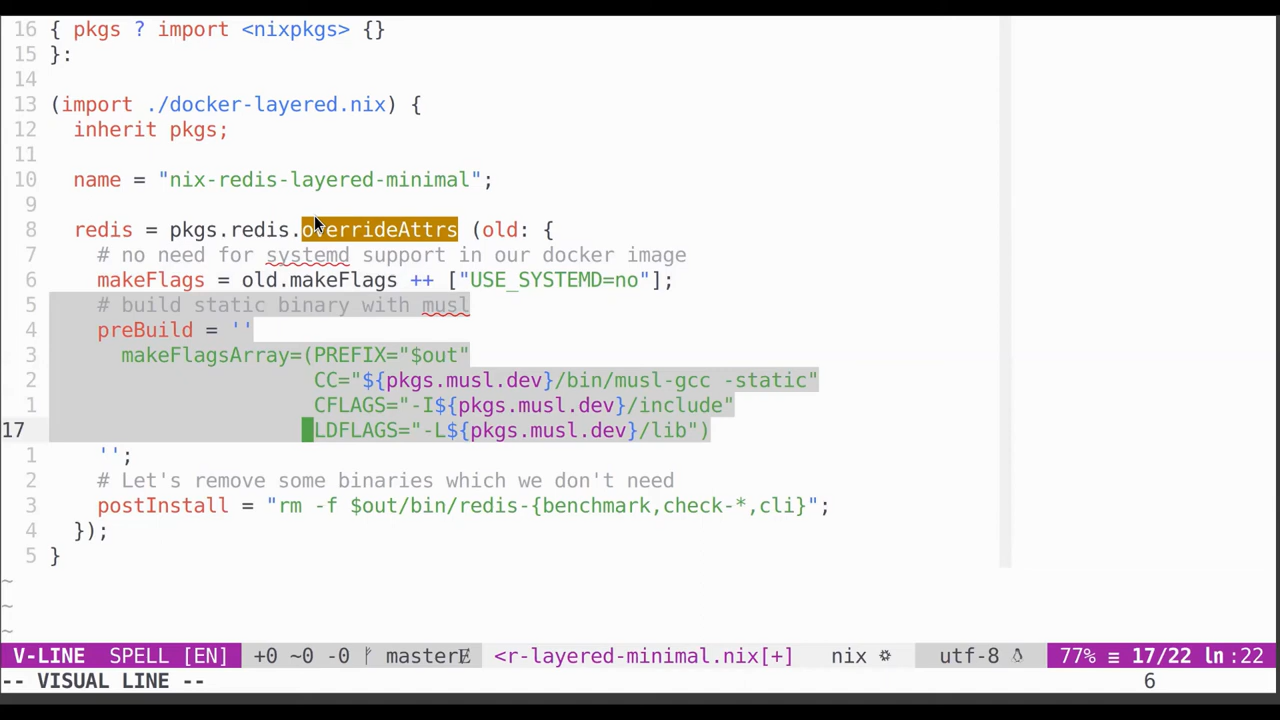 16 { pkgs ? import <nixpkgs> {}
15 }:
14
13 (import ./docker-layered.nix) {
12   inherit pkgs;
11
10   name = "nix-redis-layered-minimal";
9
8   redis = pkgs.redis.overrideAttrs (old: {
7     # no need for systemd support in our docker image
6     makeFlags = old.makeFlags ++ ["USE_SYSTEMD=no"];
5     # build static binary with musl
4     preBuild = ''
3       makeFlagsArray=(PREFIX="$out"
2                       CC="${pkgs.musl.dev}/bin/musl-gcc -static"
1                       CFLAGS="-I${pkgs.musl.dev}/include"
17                      LDFLAGS="-L${pkgs.musl.dev}/lib")
1     '';
2     # Let's remove some binaries which we don't need
3     postInstall = "rm -f $out/bin/redis-{benchmark,check-*,cli}";
4   });
5 }
~
~
~
V-LINE SPELL [EN] +0 ~0 -0 ᚠ master <r-layered-minimal.nix[+] nix utf-8 77% ≡ 17/22 ln :22
-- VISUAL LINE -- 6